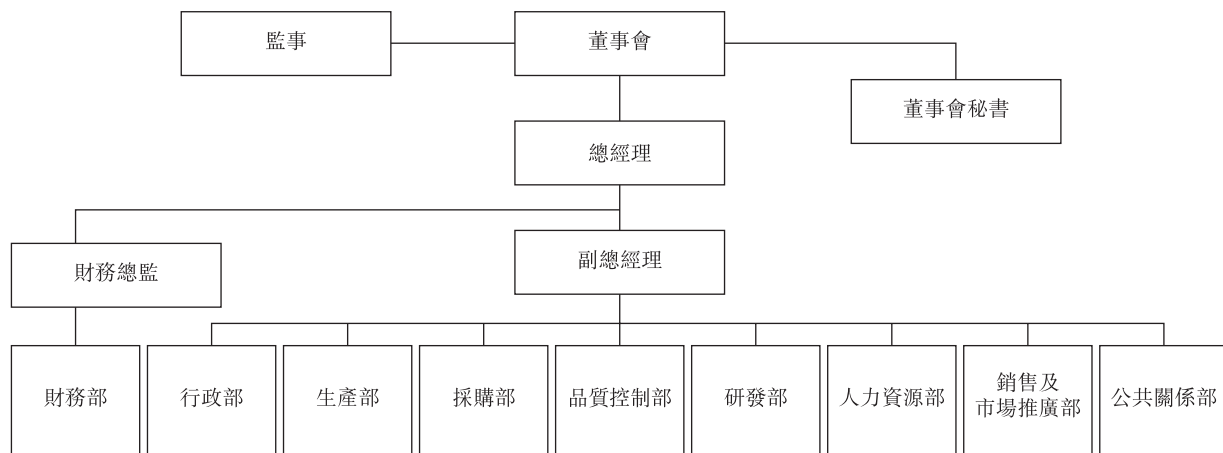 監事
董事會
董事會秘書
總經理
財務總監
副總經理
財務部
行政部
生產部
採購部
品質控制部
研發部
人力資源部
銷售及
市場推廣部
公共關係部